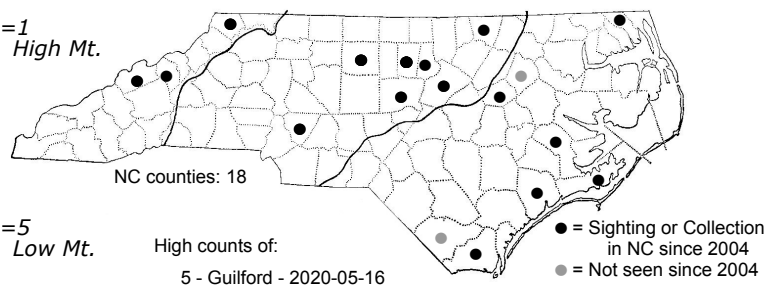 =1
High Mt.
NC counties: 18
=5
Low Mt.
High counts of:
5 - Guilford - 2020-05-16
● = Sighting or Collection
in NC since 2004
● = Not seen since 2004